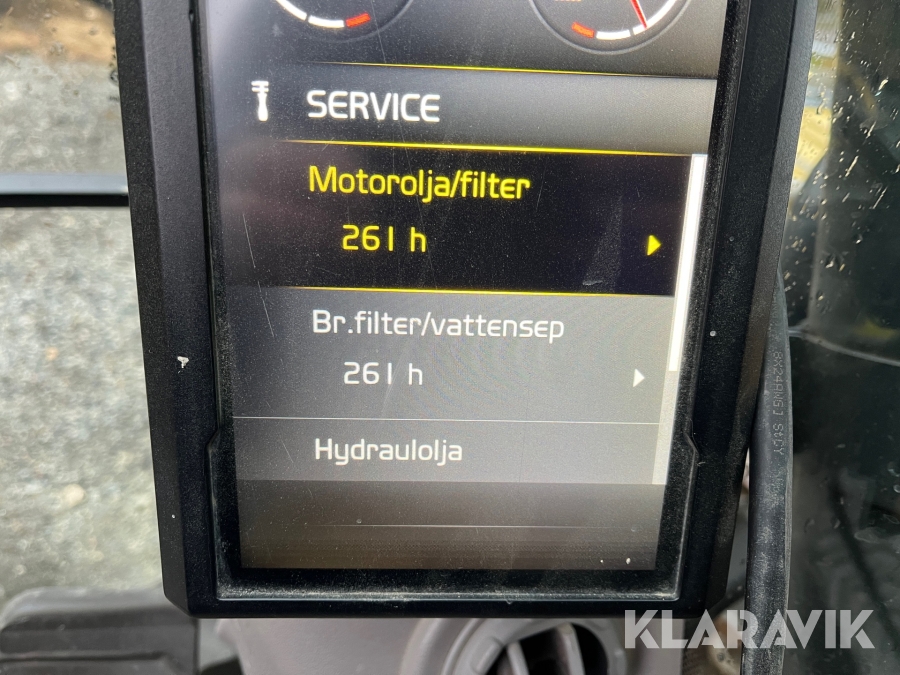 SERVICE
Motorolja/filter
261 h
Br.filter/vattensep
261 h
Hydraulolja
KLARAVIK